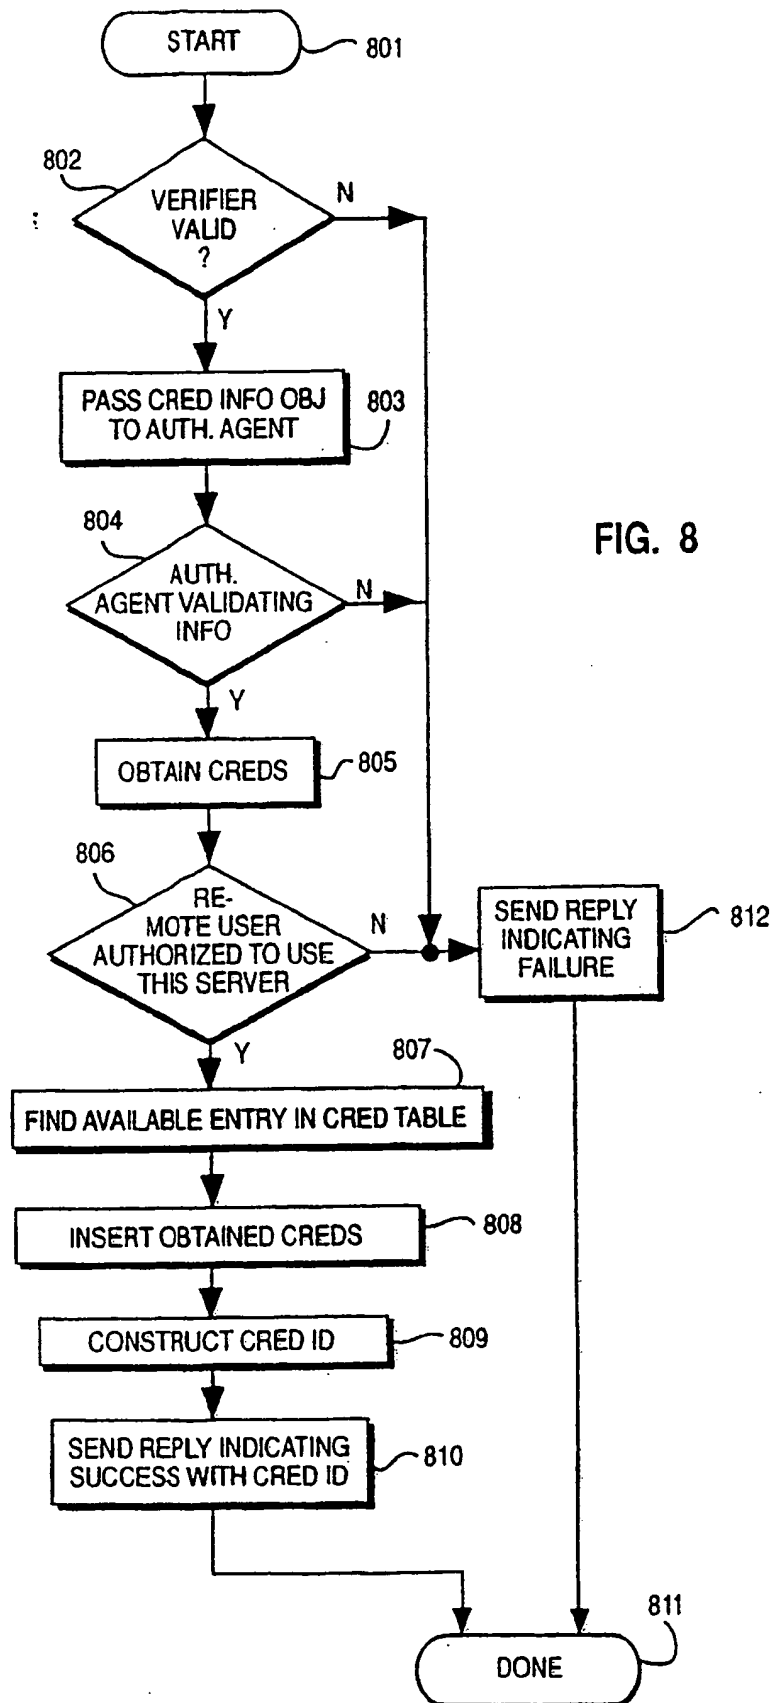 START
801
802
VERIFIER
VALID
?
N
Y
PASS CRED INFO OBJ
TO AUTH. AGENT
803
804
AUTH.
AGENT VALIDATING
INFO
N
Y
FIG. 8
OBTAIN CREDS
805
806
RE-
MOTE USER
AUTHORIZED TO USE
THIS SERVER
N
Y
SEND REPLY
INDICATING
FAILURE
812
807
FIND AVAILABLE ENTRY IN CRED TABLE
INSERT OBTAINED CREDS
808
CONSTRUCT CRED ID
809
SEND REPLY INDICATING
SUCCESS WITH CRED ID
810
811
DONE